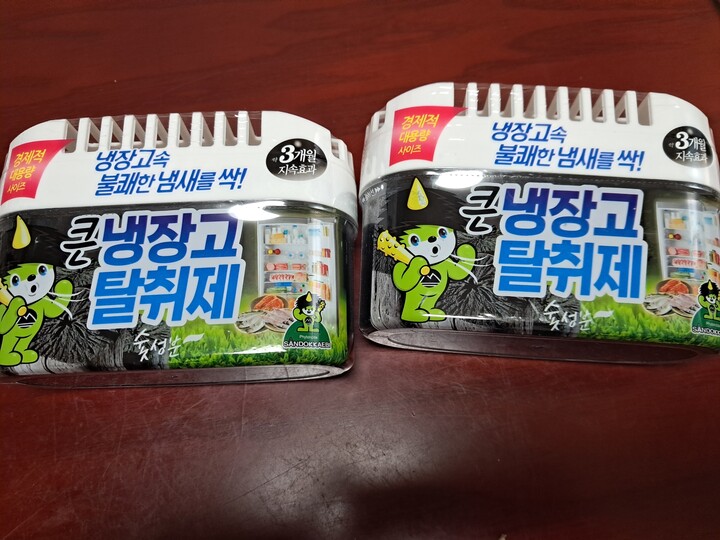 경제적
대용량
사이즈
냉장고속
불쾌한 냄새를 싹!
약 3개월
지속효과
큰 냉장고
탈취제
숯성분
SANDOKKAEBI
경제적
대용량
사이즈
냉장고속
불쾌한 냄새를 싹!
약 3개월
지속효과
큰 냉장고
탈취제
숯성분